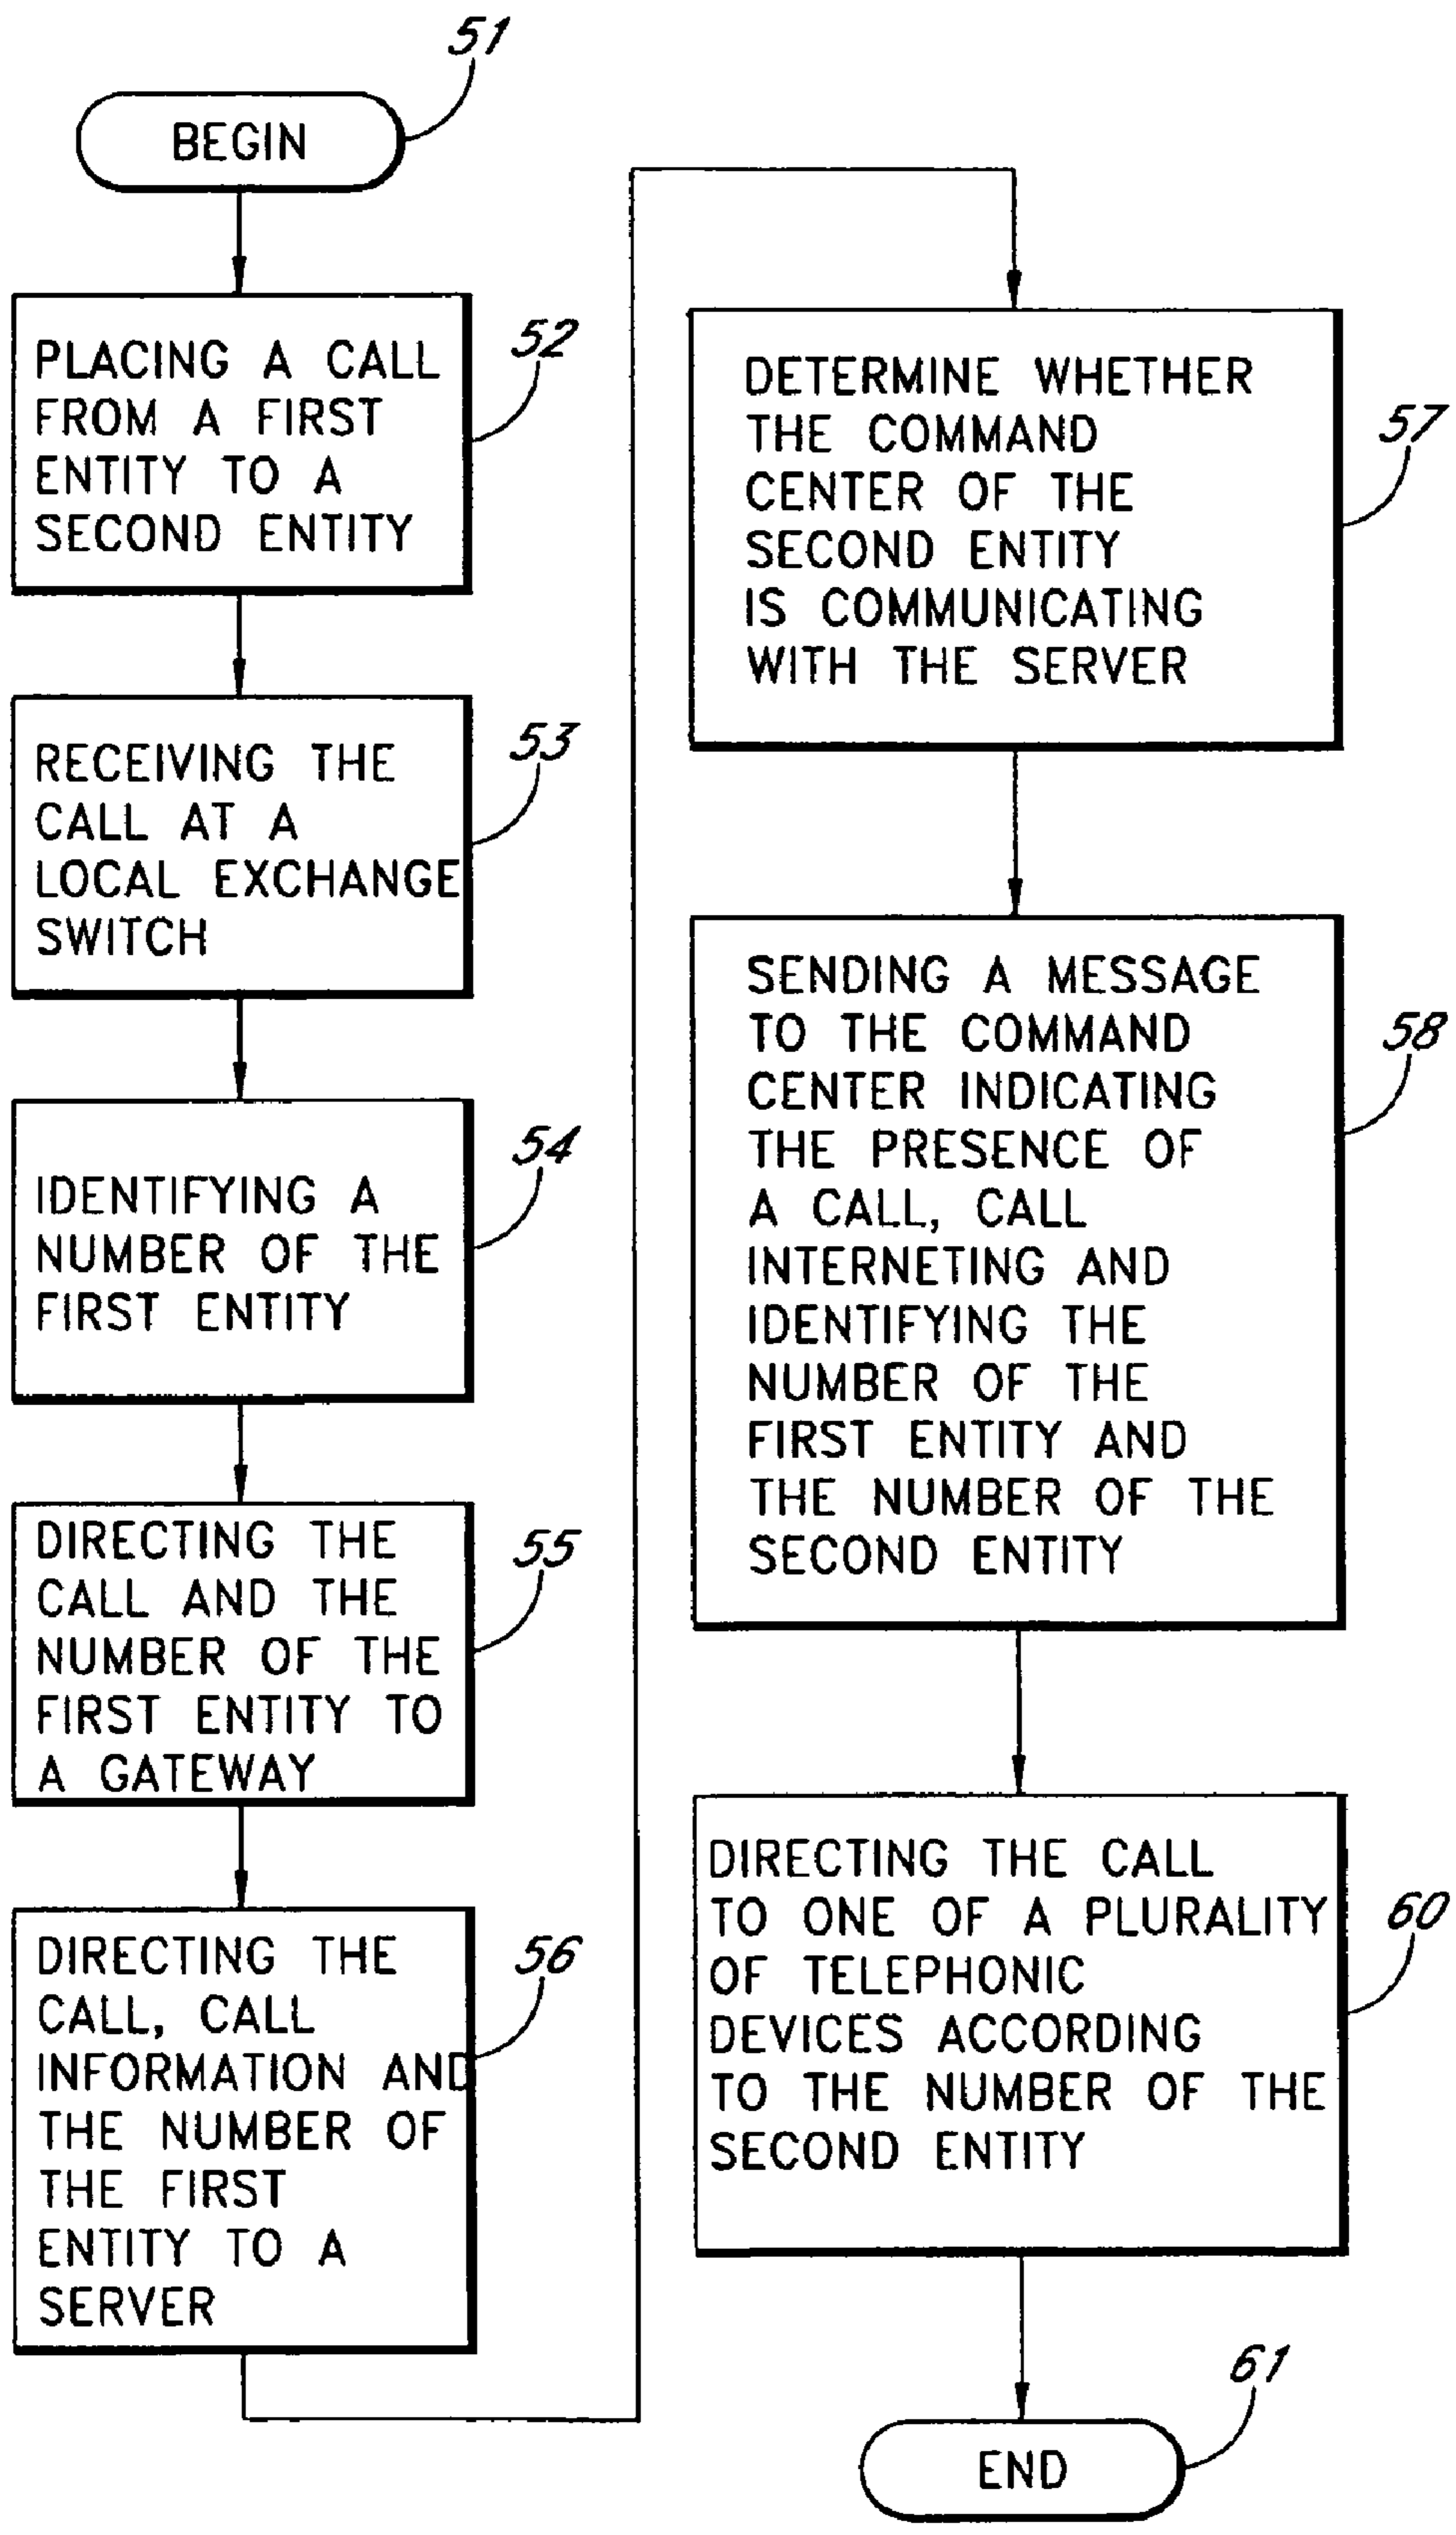 51
BEGIN
52
PLACING A CALL
FROM A FIRST
ENTITY TO A
SECOND ENTITY
53
RECEIVING THE
CALL AT A
LOCAL EXCHANGE
SWITCH
54
IDENTIFYING A
NUMBER OF THE
FIRST ENTITY
55
DIRECTING THE
CALL AND THE
NUMBER OF THE
FIRST ENTITY TO
A GATEWAY
56
DIRECTING THE
CALL, CALL
INFORMATION AND
THE NUMBER OF
THE FIRST
ENTITY TO A
SERVER
57
DETERMINE WHETHER
THE COMMAND
CENTER OF THE
SECOND ENTITY
IS COMMUNICATING
WITH THE SERVER
58
SENDING A MESSAGE
TO THE COMMAND
CENTER INDICATING
THE PRESENCE OF
A CALL, CALL
INTERNETING AND
IDENTIFYING THE
NUMBER OF THE
FIRST ENTITY AND
THE NUMBER OF THE
SECOND ENTITY
60
DIRECTING THE CALL
TO ONE OF A PLURALITY
OF TELEPHONIC
DEVICES ACCORDING
TO THE NUMBER OF THE
SECOND ENTITY
61
END